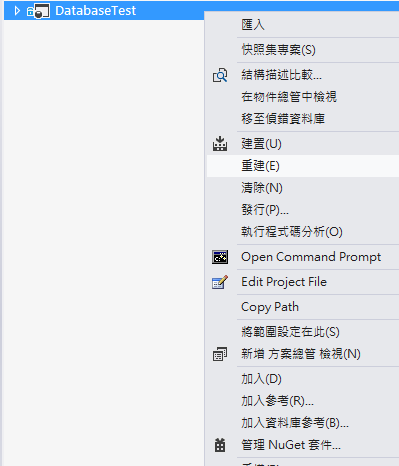 DatabaseTest
匯入
快照集專案(S)
結構描述比較...
在物件總管中檢視
移至偵錯資料庫
建置(U)
重建(E)
清除(N)
發行(P)...
執行程式碼分析(O)
Open Command Prompt
Edit Project File
Copy Path
將範圍設定在此(S)
新增 方案總管 檢視(N)
加入(D)
加入參考(R)...
加入資料庫參考(B)...
管理 NuGet 套件...